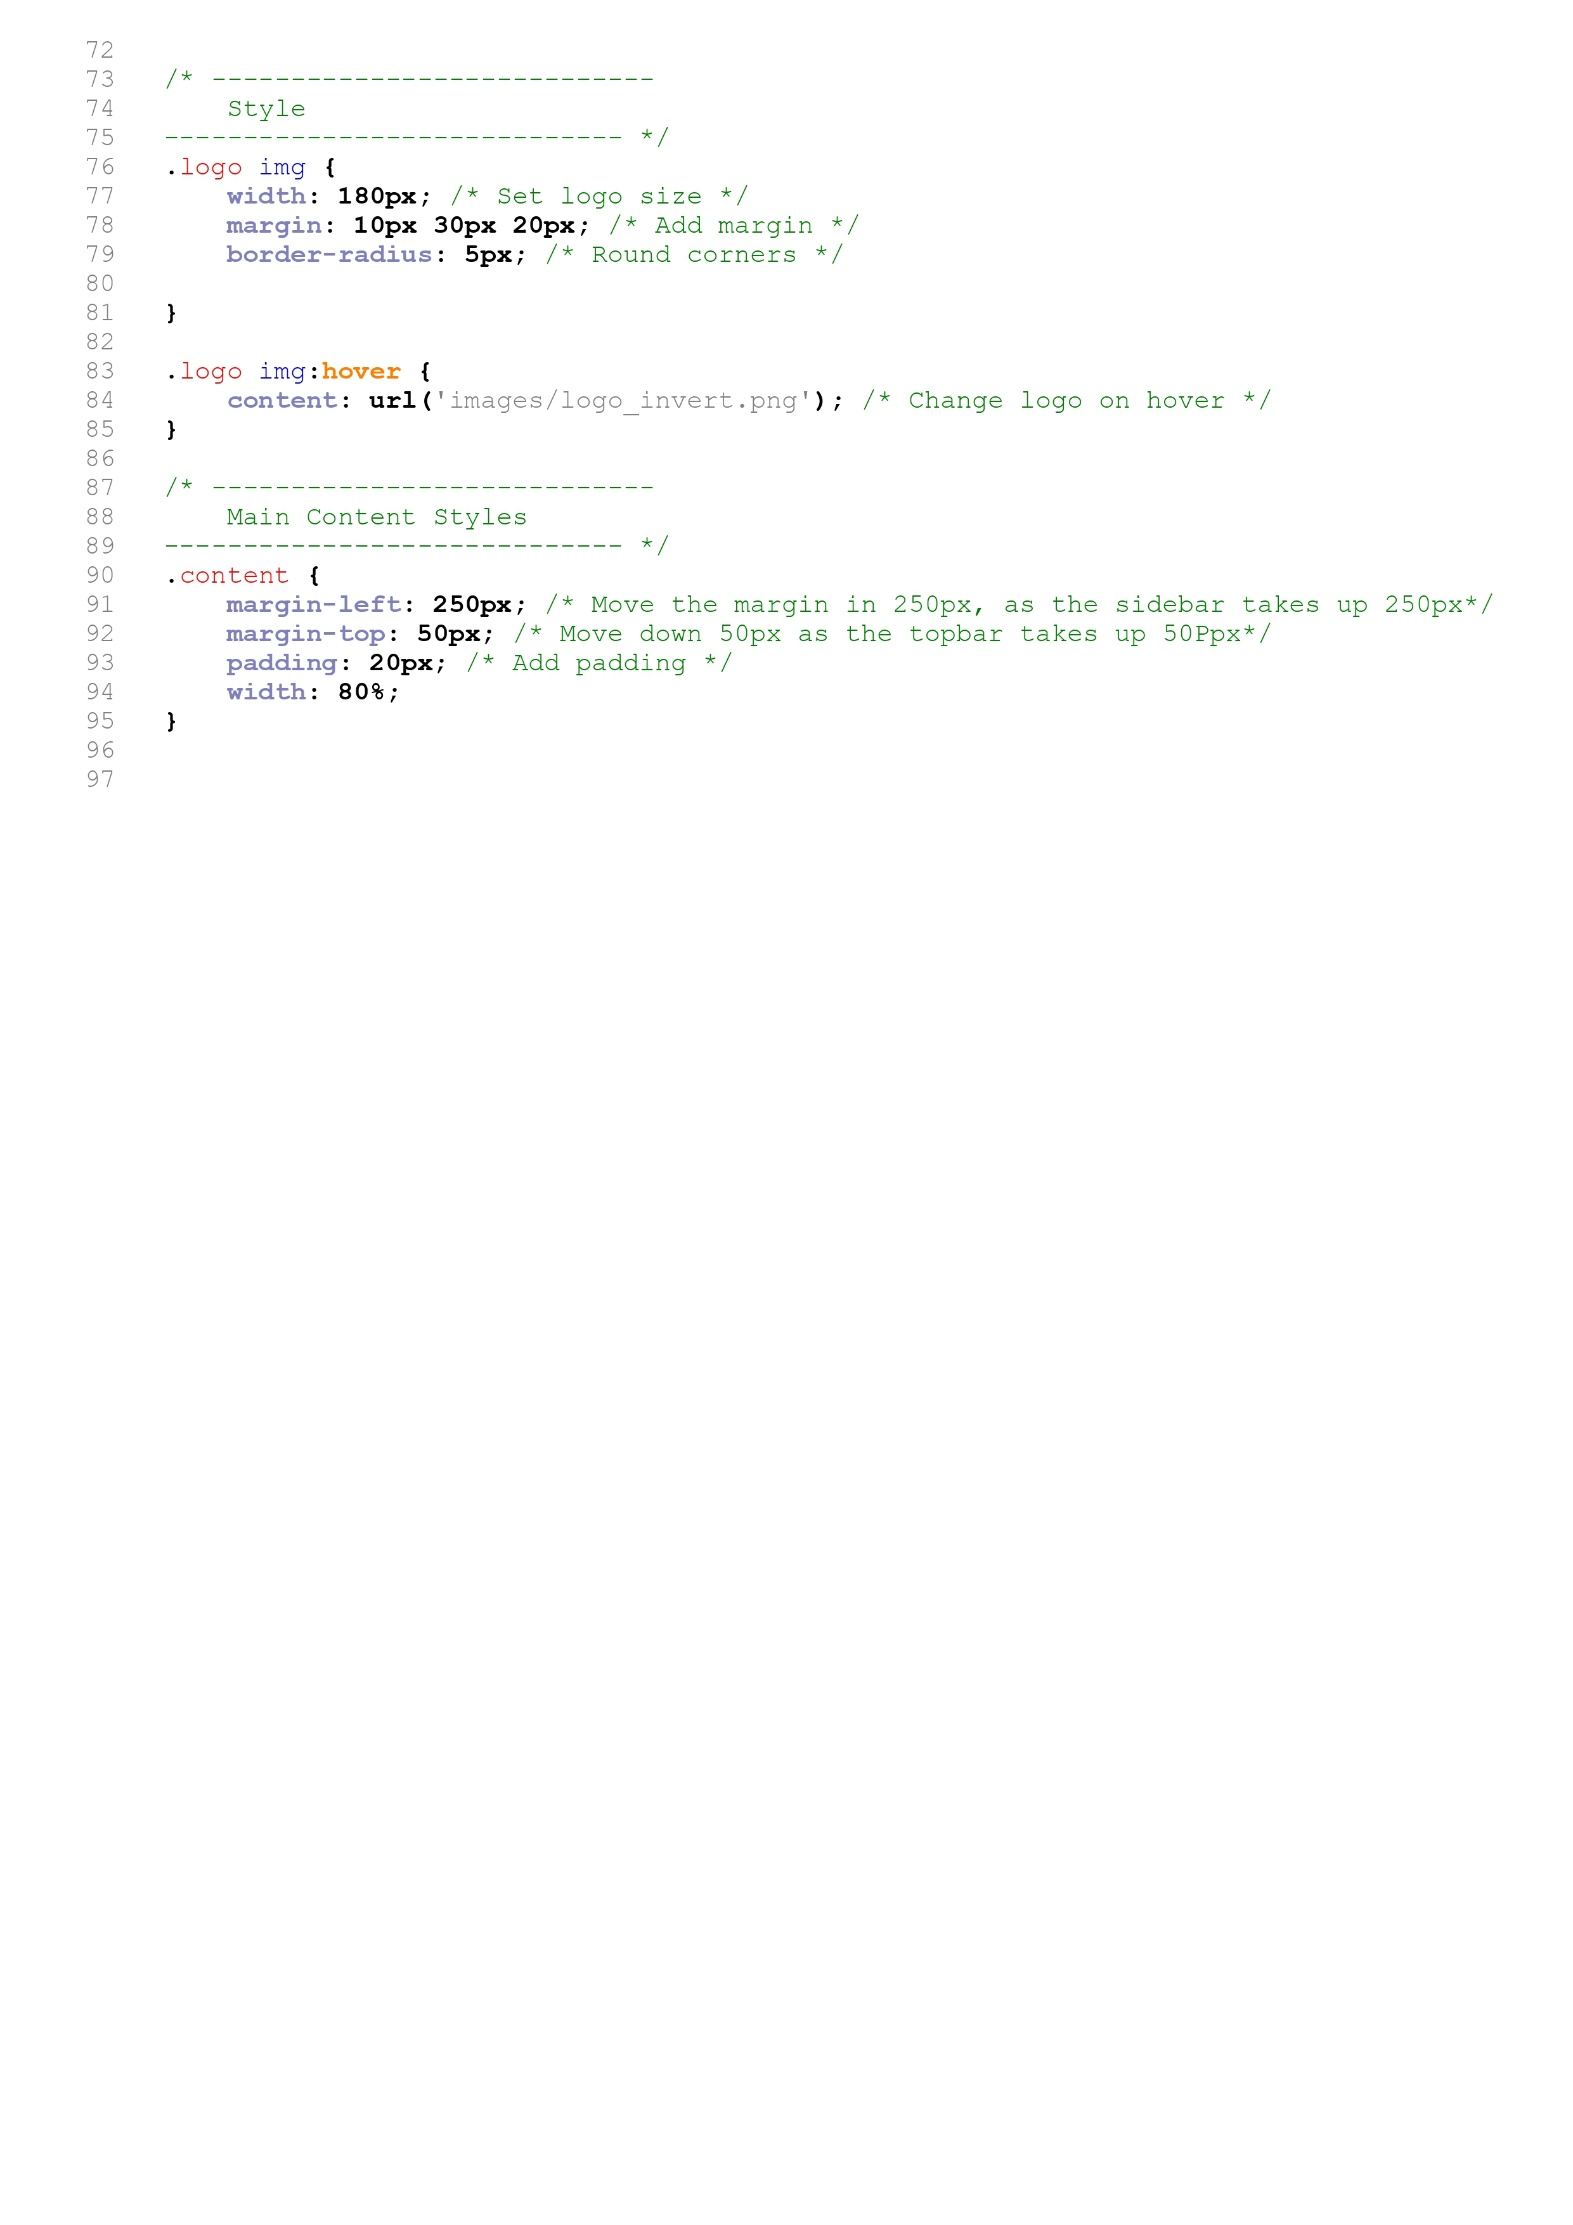 72
73 /* ----------------------------
74 Style
75 ----------------------------- */
76 .logo img {
77 width: 180px; /* Set logo size */
78 margin: 10px 30px 20px; /* Add margin */
79 border-radius: 5px; /* Round corners */
80
81 }
82
83 .logo img:hover {
84 content: url('images/logo_invert.png'); /* Change logo on hover */
85 }
86
87 /* ----------------------------
88 Main Content Styles
89 ----------------------------- */
90 .content {
91 margin-left: 250px; /* Move the margin in 250px, as the sidebar takes up 250px*/
92 margin-top: 50px; /* Move down 50px as the topbar takes up 50Ppx*/
93 padding: 20px; /* Add padding */
94 width: 80%;
95 }
96
97